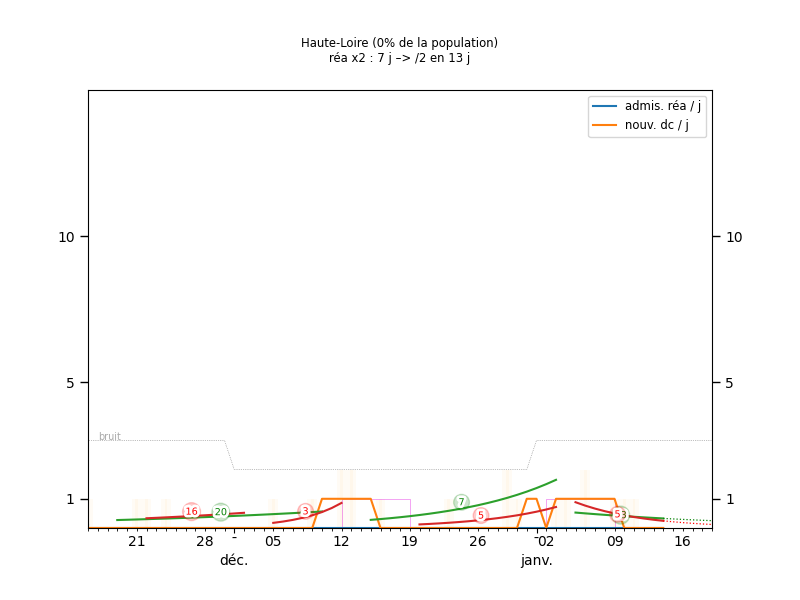 Haute-Loire (0% de la population)
réa x2 : 7 j –> /2 en 13 j
admis. réa / j
nouv. dc / j
10 10
5 5
bruit
1 1
16 20 3 7 5 5
21 28 05 12 19 26 02 09 16
déc. janv.